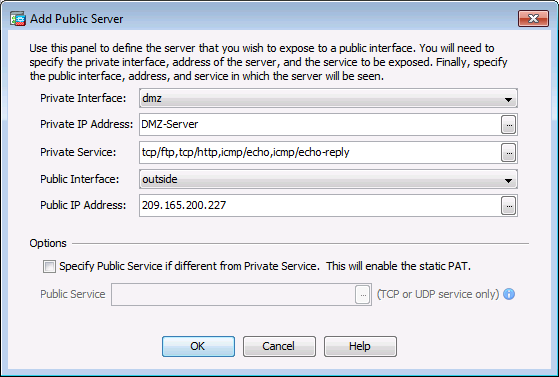 Add Public Server
Use this panel to define the server that you wish to expose to a public interface. You will need to
specify the private interface, address of the server, and the service to be exposed. Finally, specify
the public interface, address, and service in which the server will be seen.
Private Interface: dmz
Private IP Address: DMZ-Server ...
Private Service: tcp/ftp,tcp/http,icmp/echo,icmp/echo-reply ...
Public Interface: outside
Public IP Address: 209.165.200.227 ...
Options
Specify Public Service if different from Private Service. This will enable the static PAT.
Public Service ... (TCP or UDP service only) i
OK Cancel Help